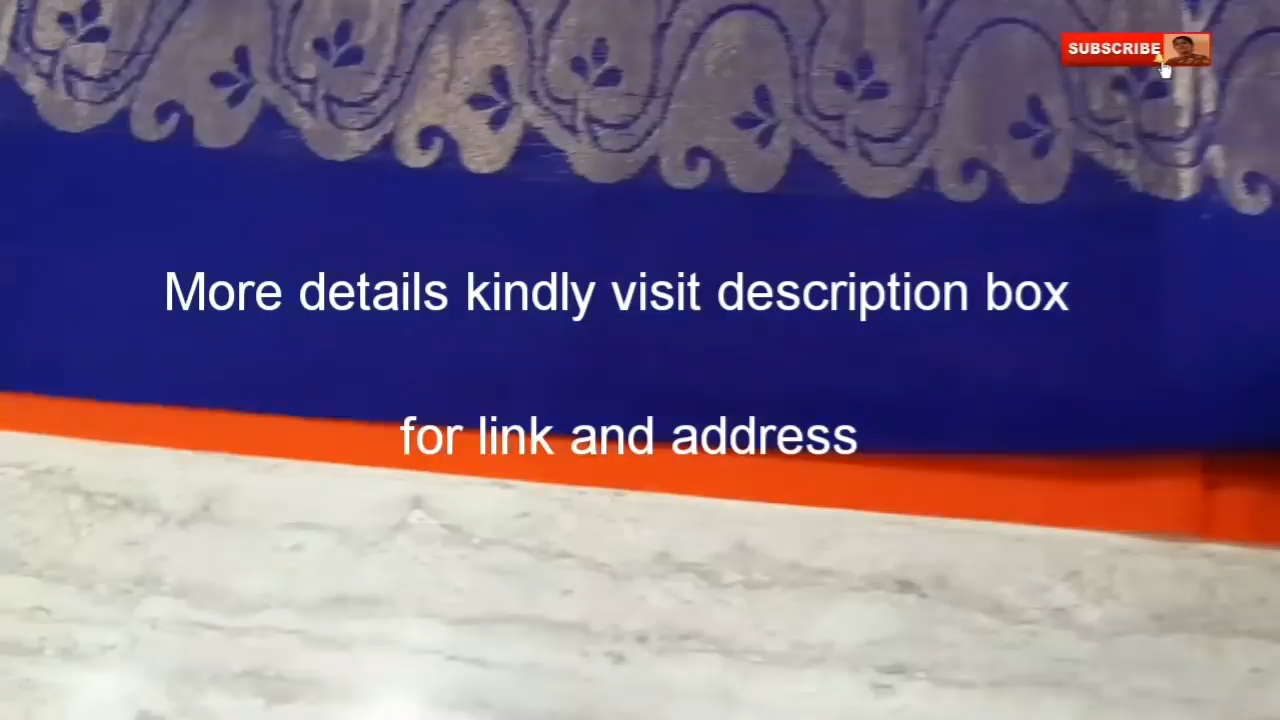 SUBSCRIBE
More details kindly visit description box
for link and address